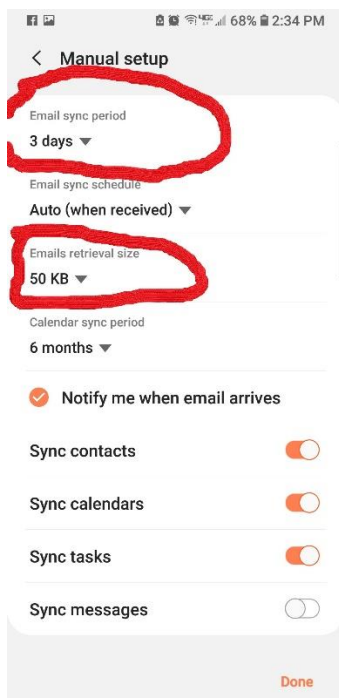 68% 2:34 PM
Manual setup
Email sync period
3 days
Email sync schedule
Auto (when received)
Emails retrieval size
50 KB
Calendar sync period
6 months
Notify me when email arrives
Sync contacts
Sync calendars
Sync tasks
Sync messages
Done